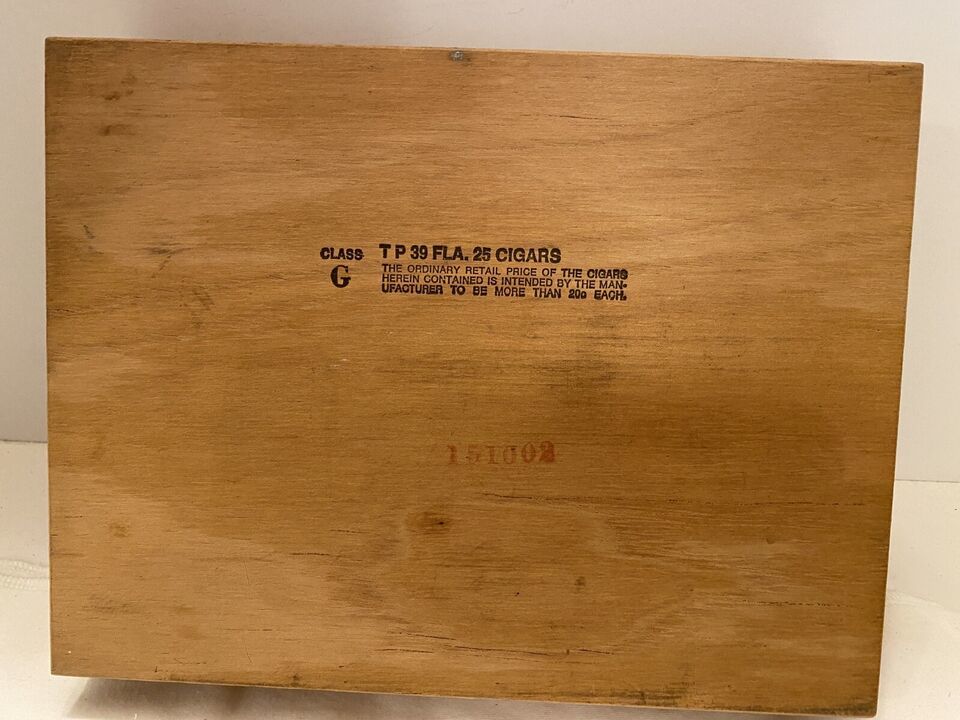 CLASS T P 39 FLA. 25 CIGARS
G THE ORDINARY RETAIL PRICE OF THE CIGARS
HEREIN CONTAINED IS INTENDED BY THE MAN-
UFACTURER TO BE MORE THAN 20c EACH.
151002